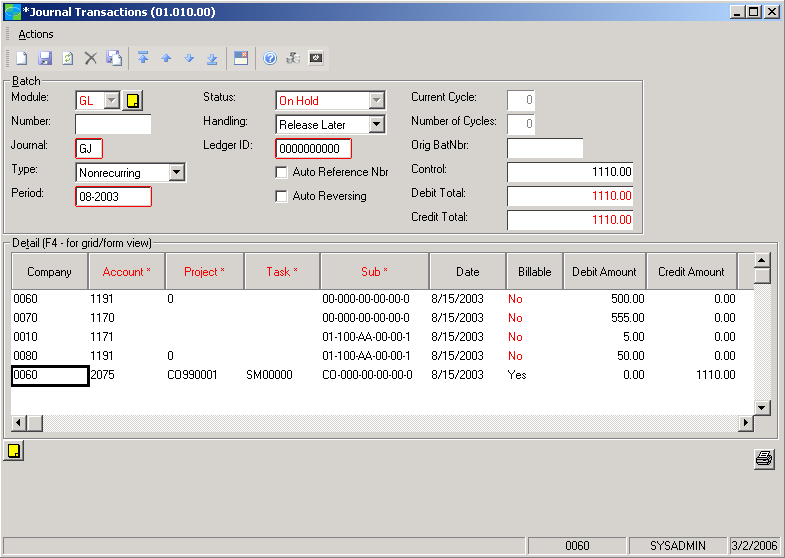 *Journal Transactions (01.010.00)
Actions
Batch
Module: GL Status: On Hold Current Cycle: 0
Number: Handling: Release Later Number of Cycles: 0
Journal: GJ Ledger ID: 0000000000 Orig BatNbr:
Type: Nonrecurring Auto Reference Nbr Control: 1110.00
Period: 08-2003 Auto Reversing Debit Total: 1110.00
Credit Total: 1110.00
Detail (F4 - for grid/form view)
Company Account * Project * Task * Sub * Date Billable Debit Amount Credit Amount
0060 1191 0 00-000-00-00-00-0 8/15/2003 No 500.00 0.00
0070 1170 00-000-00-00-00-0 8/15/2003 No 555.00 0.00
0010 1171 01-100-AA-00-00-1 8/15/2003 No 5.00 0.00
0080 1191 0 01-100-AA-00-00-1 8/15/2003 No 50.00 0.00
0060 2075 CO990001 SM00000 CO-000-00-00-00-0 8/15/2003 Yes 0.00 1110.00
0060 SYSADMIN 3/2/2006